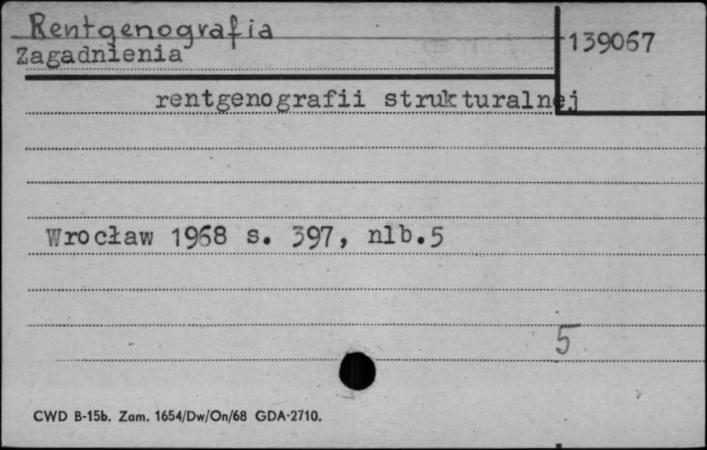 Rentgenografia
139067
Zagadnienia
rentgenografii strukturalnej
Wrocław 1968 s. 397, nlb.5
5
CWD B-15b. Zam. 1654/Dw/On/68 GDA-2710.